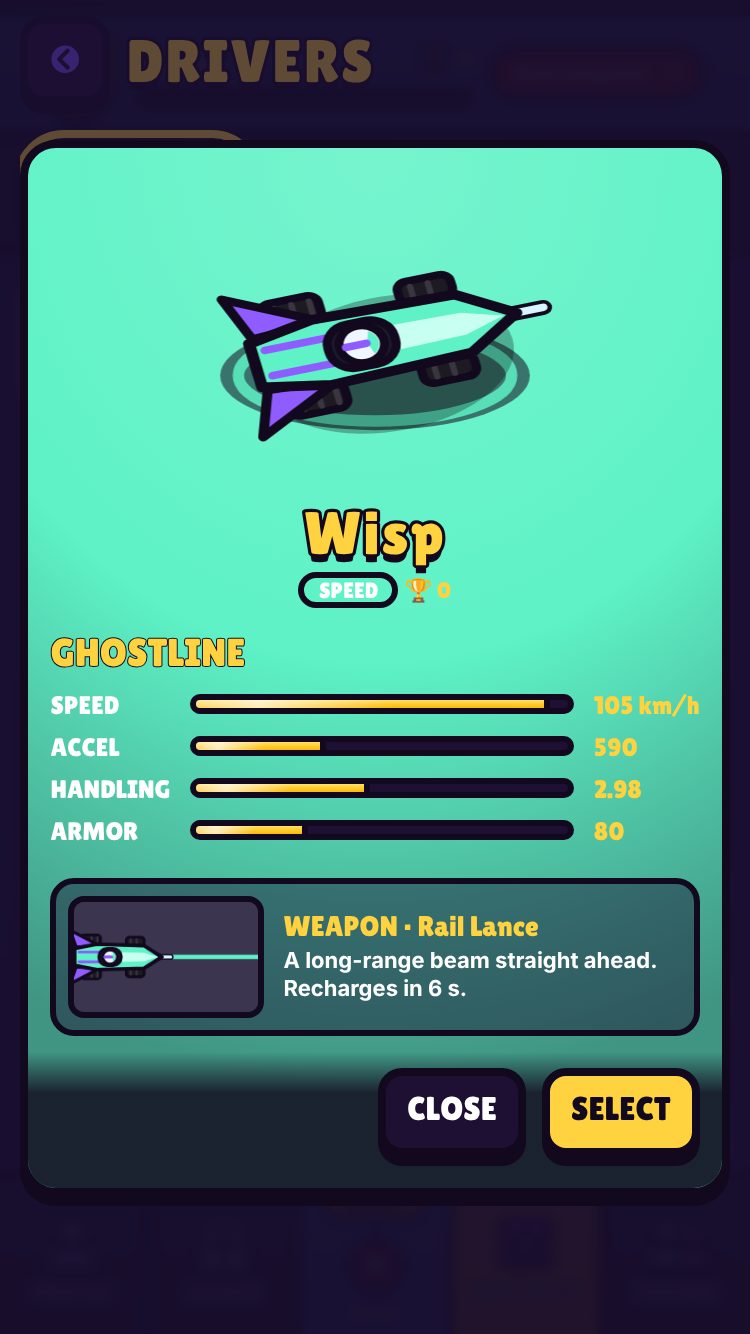 DRIVERS
Wisp
SPEED 🏆 0
GHOSTLINE
SPEED 105 km/h
ACCEL 590
HANDLING 2.98
ARMOR 80
WEAPON · Rail Lance
A long-range beam straight ahead.
Recharges in 6 s.
CLOSE SELECT